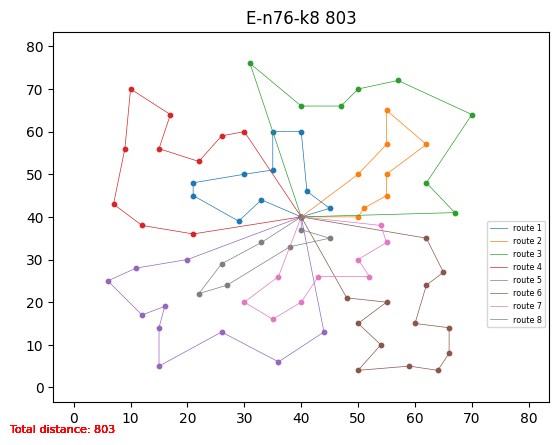 E-n76-k8 803
80
70
60
50
40
30
20
10
0
0 10 20 30 40 50 60 70 80
route 1
route 2
route 3
route 4
route 5
route 6
route 7
route 8
Total distance: 803